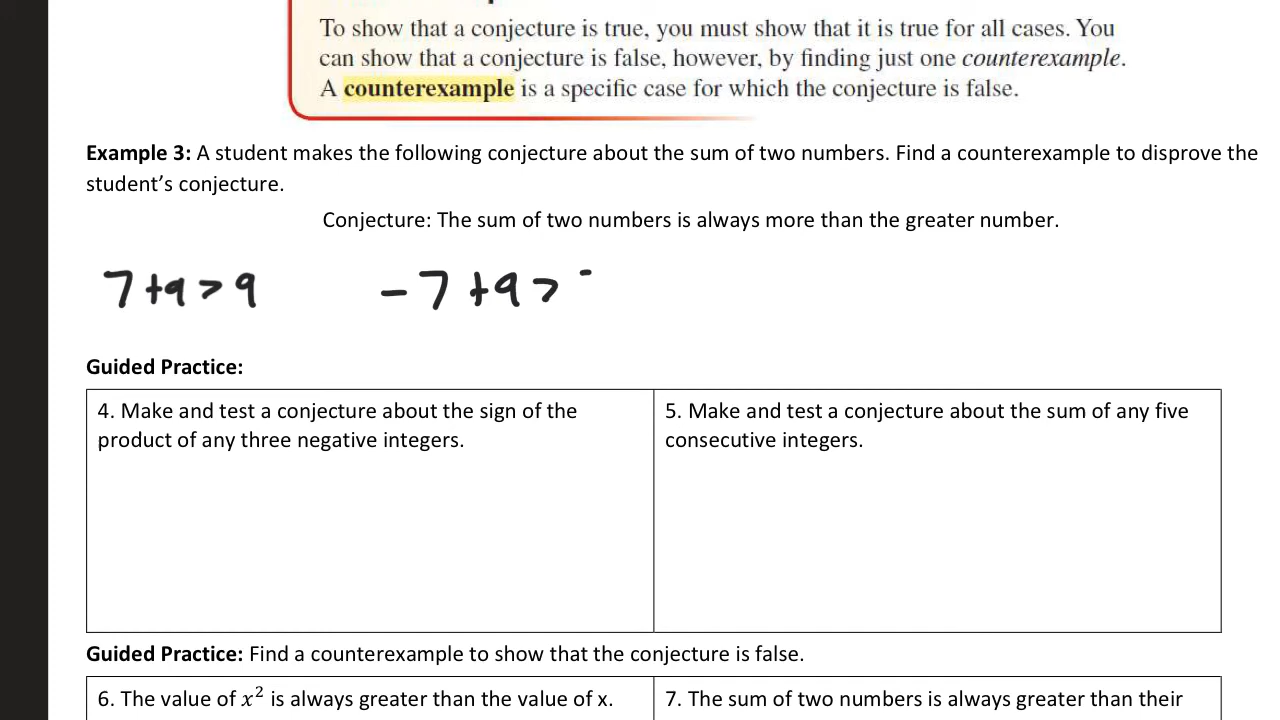 To show that a conjecture is true, you must show that it is true for all cases. You
can show that a conjecture is false, however, by finding just one counterexample.
A counterexample is a specific case for which the conjecture is false.
Example 3: A student makes the following conjecture about the sum of two numbers. Find a counterexample to disprove the
student’s conjecture.
Conjecture: The sum of two numbers is always more than the greater number.
7+9>9
-7+9>
Guided Practice:
4. Make and test a conjecture about the sign of the
product of any three negative integers.
5. Make and test a conjecture about the sum of any five
consecutive integers.
Guided Practice: Find a counterexample to show that the conjecture is false.
6. The value of x² is always greater than the value of x.
7. The sum of two numbers is always greater than their